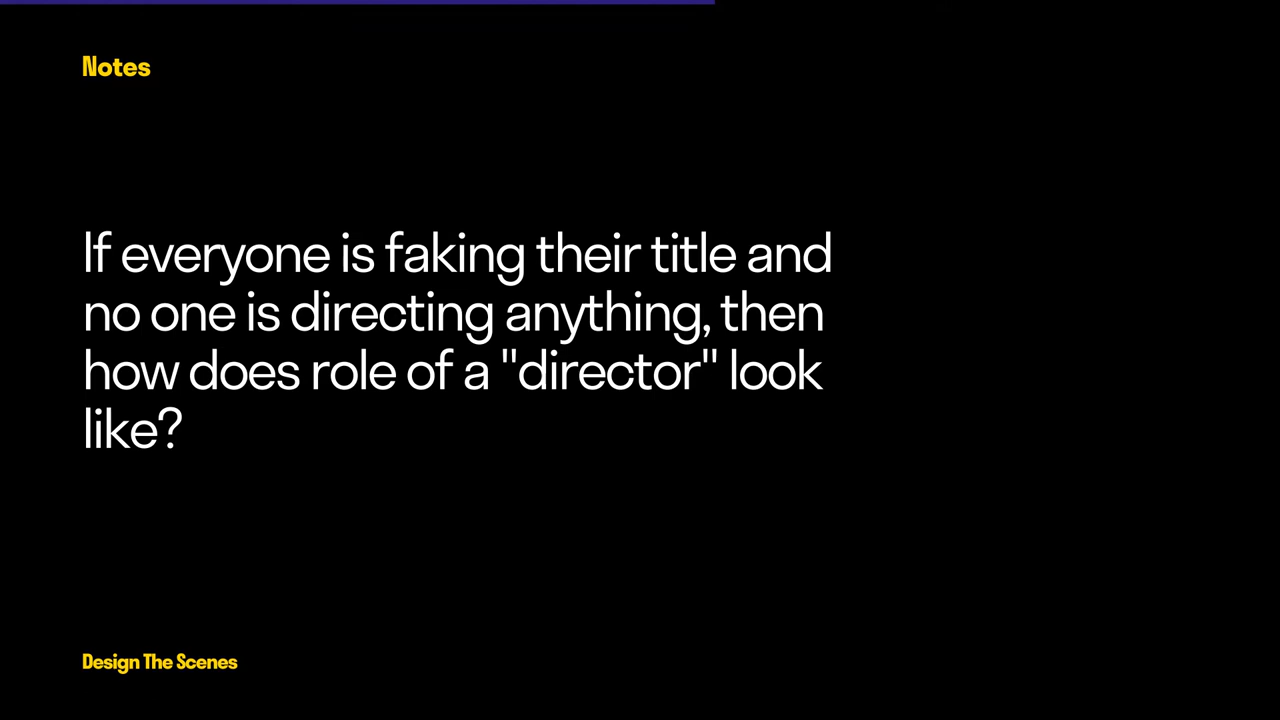 Notes
If everyone is faking their title and
no one is directing anything, then
how does role of a "director" look
like?
Design The Scenes